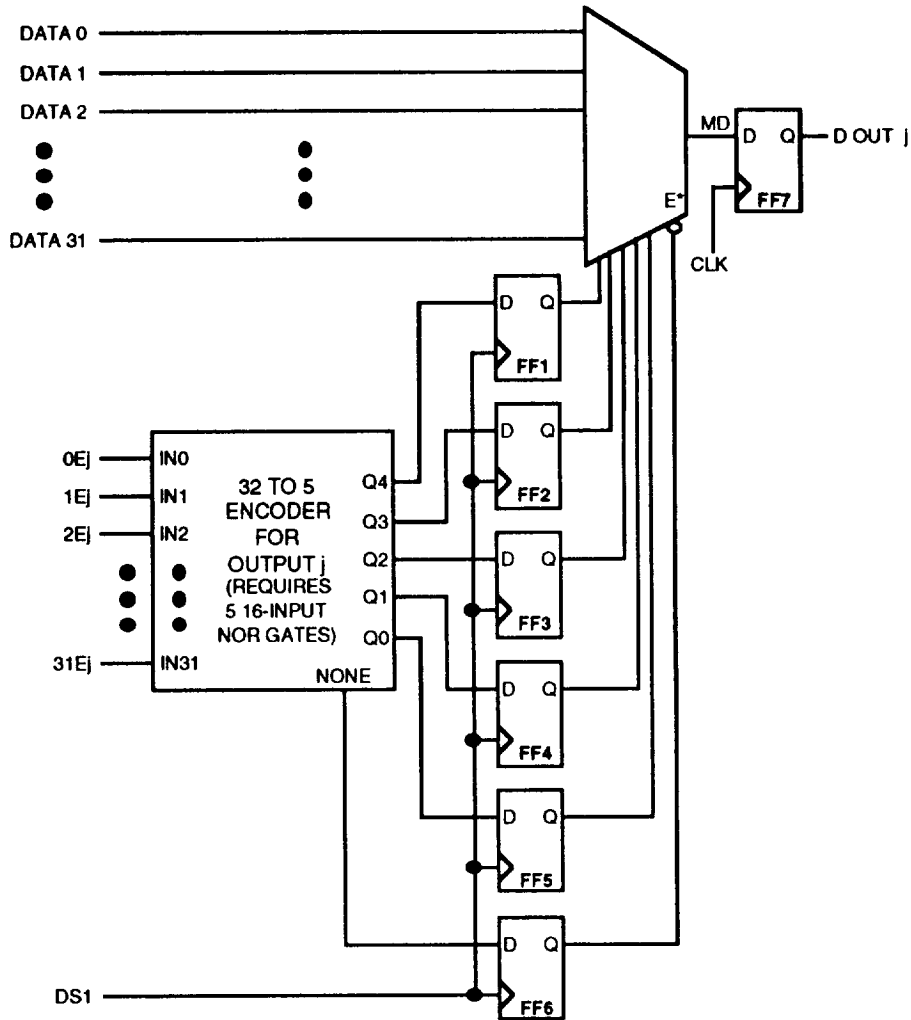 DATA 0
DATA 1
DATA 2
DATA 31
MD
D Q
FF7
D OUT j
E*
CLK
D Q
FF1
D Q
FF2
D Q
FF3
D Q
FF4
D Q
FF5
D Q
FF6
0Ej
1Ej
2Ej
31Ej
IN0
IN1
IN2
IN31
32 TO 5
ENCODER
FOR
OUTPUT j
(REQUIRES
5 16-INPUT
NOR GATES)
Q4
Q3
Q2
Q1
Q0
NONE
DS1